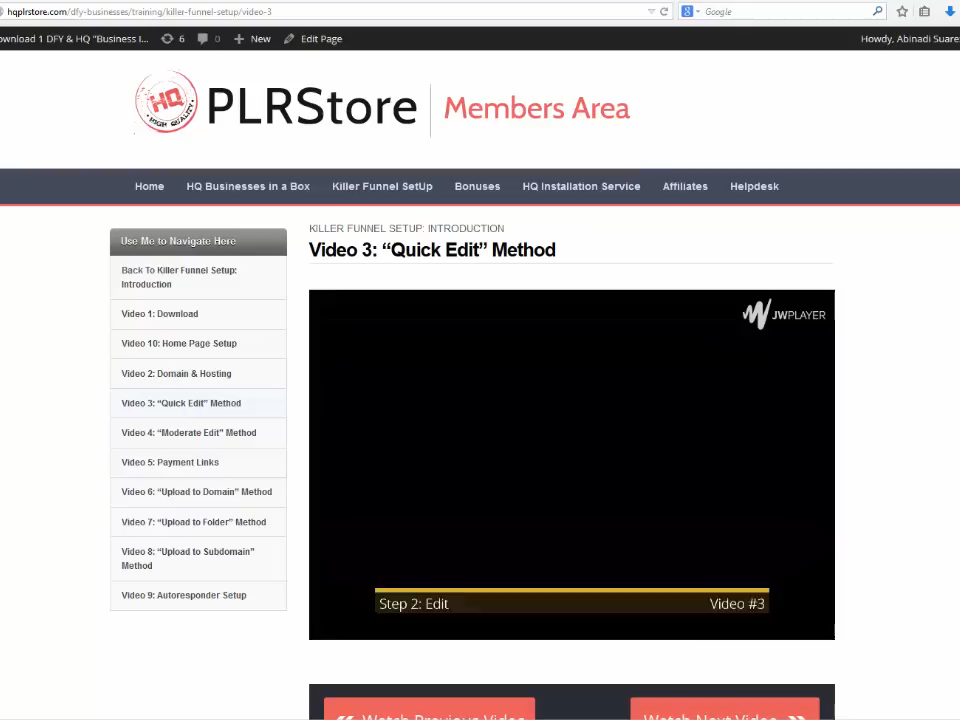 hqplrstore.com/dfy-businesses/training/killer-funnel-setup/video-3
Google
ownload 1 DFY & HQ "Business I... 6 0 New Edit Page
Howdy, Abinadi Suare
HQ
HIGH QUALITY
PLRStore
Members Area
Home HQ Businesses in a Box Killer Funnel SetUp Bonuses HQ Installation Service Affiliates Helpdesk
Use Me to Navigate Here
Back To Killer Funnel Setup:
Introduction
Video 1: Download
Video 10: Home Page Setup
Video 2: Domain & Hosting
Video 3: “Quick Edit” Method
Video 4: “Moderate Edit” Method
Video 5: Payment Links
Video 6: “Upload to Domain” Method
Video 7: “Upload to Folder” Method
Video 8: “Upload to Subdomain”
Method
Video 9: Autoresponder Setup
KILLER FUNNEL SETUP: INTRODUCTION
Video 3: “Quick Edit” Method
JWPLAYER
Step 2: Edit Video #3
Watch Previous Video Watch Next Video